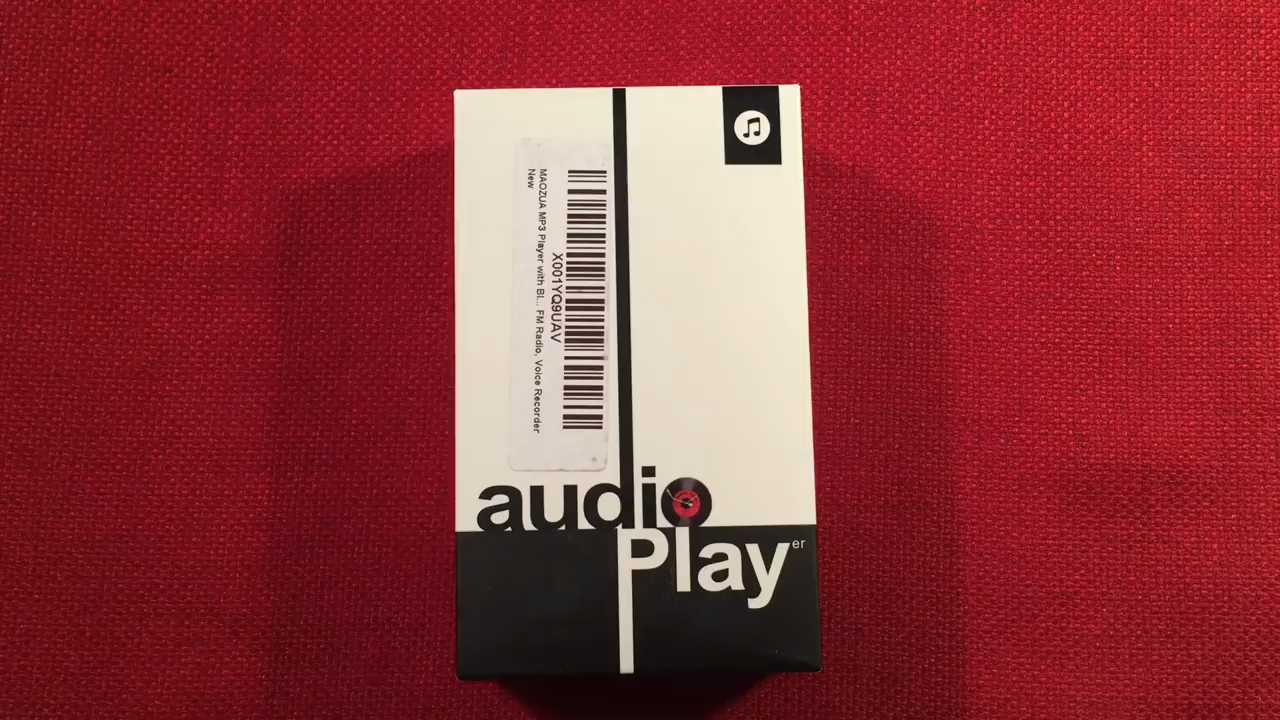 X001YQ9UAV
MAOZUA MP3 Player with Bl... FM Radio, Voice Recorder
New
audio
Player